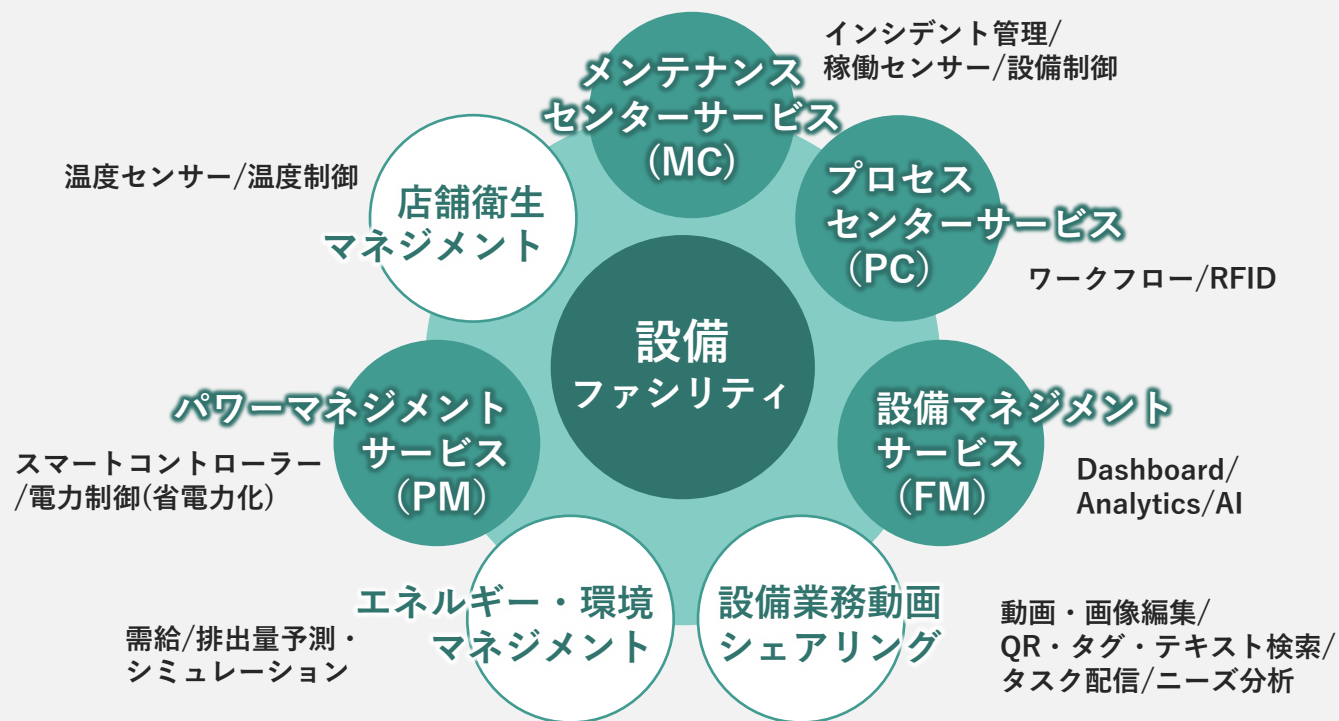 メンテナンス
センターサービス
(MC)
インシデント管理/
稼働センサー/設備制御
プロセス
センターサービス
(PC)
ワークフロー/RFID
設備マネジメント
サービス
(FM)
Dashboard/
Analytics/AI
設備業務動画
シェアリング
動画・画像編集/
QR・タグ・テキスト検索/
タスク配信/ニーズ分析
エネルギー・環境
マネジメント
需給/排出量予測・
シミュレーション
パワーマネジメント
サービス
(PM)
スマートコントローラー
/電力制御(省電力化)
店舗衛生
マネジメント
温度センサー/温度制御
設備
ファシリティ